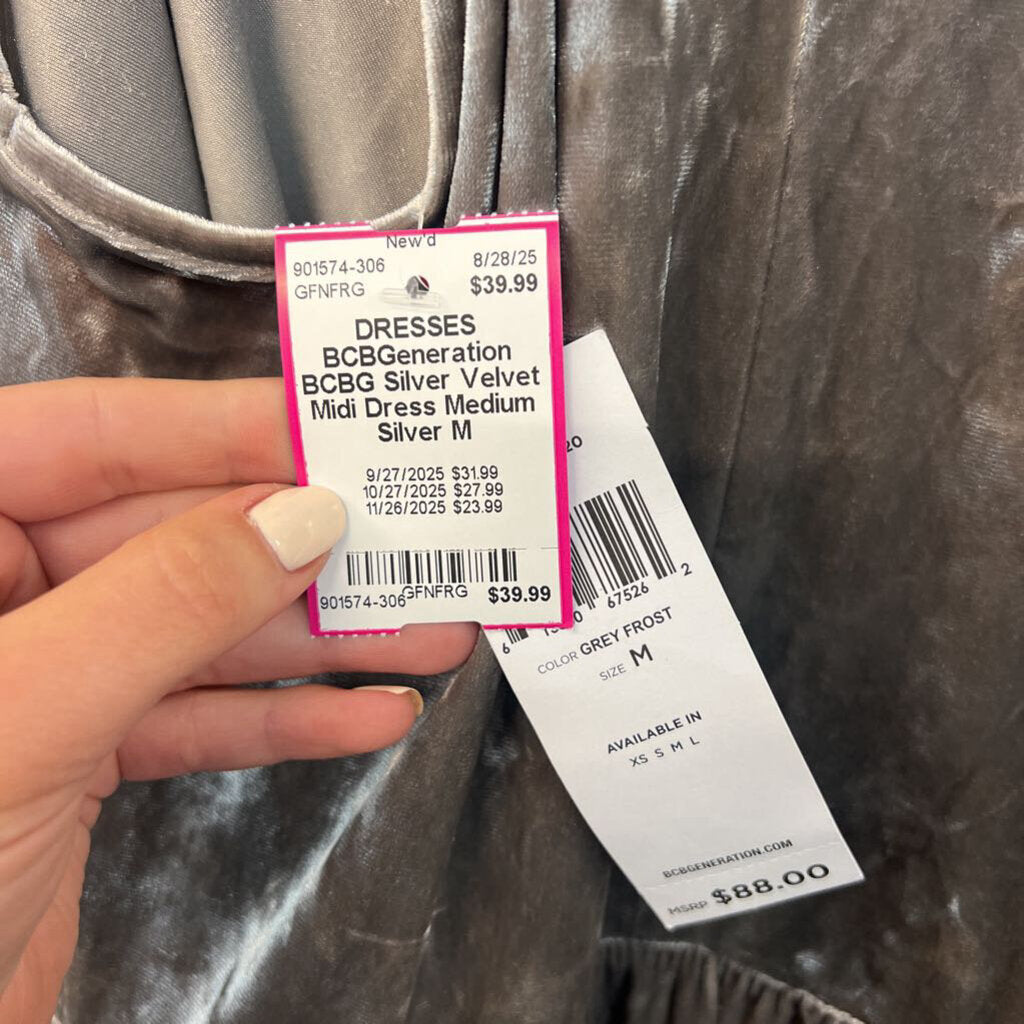 New'd
901574-306 8/28/25
GFNFRG $39.99
DRESSES
BCBGeneration
BCBG Silver Velvet
Midi Dress Medium
Silver M
9/27/2025 $31.99
10/27/2025 $27.99
11/26/2025 $23.99
901574-306 GFNFRG $39.99
20
6 67526 2
COLOR GREY FROST
SIZE M
AVAILABLE IN
XS S M L
BCBGENERATION.COM
MSRP $88.00